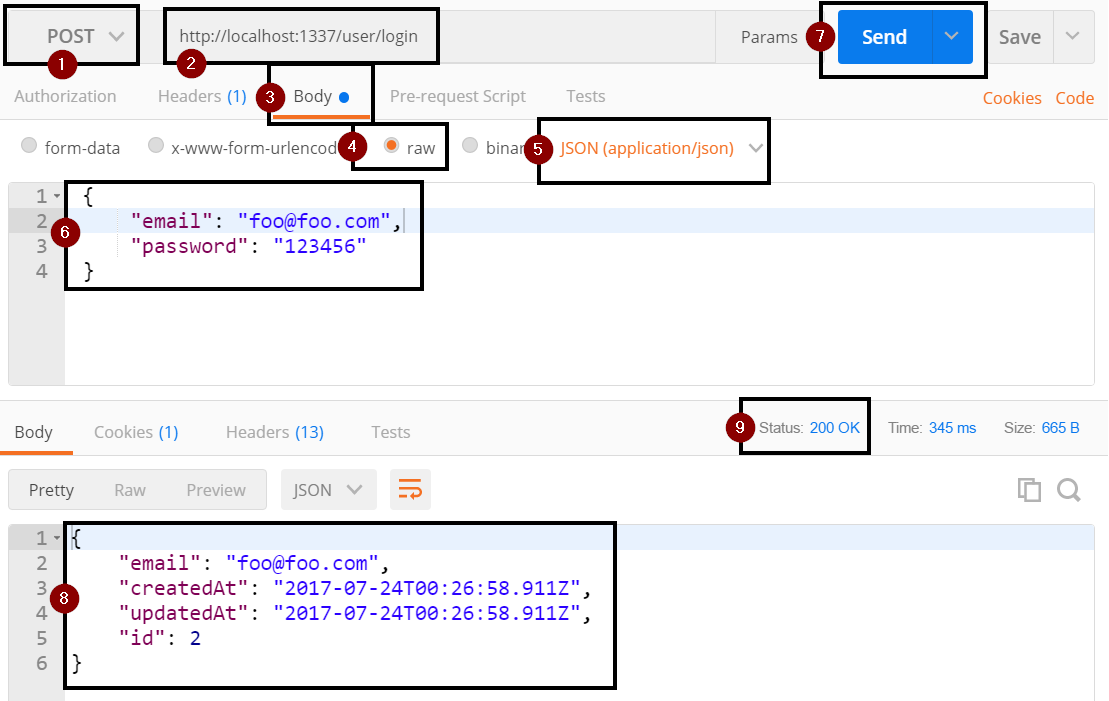 POST http://localhost:1337/user/login Params 7 Send Save
1 2
Authorization Headers (1) 3 Body Pre-request Script Tests Cookies Code
form-data x-www-form-urlencod 4 raw binar 5 JSON (application/json)
1 {
2 "email": "foo@foo.com",
6
3 "password": "123456"
4 }
Body Cookies (1) Headers (13) Tests 9 Status: 200 OK Time: 345 ms Size: 665 B
Pretty Raw Preview JSON
1 {
2 "email": "foo@foo.com",
3 "createdAt": "2017-07-24T00:26:58.911Z",
8
4 "updatedAt": "2017-07-24T00:26:58.911Z",
5 "id": 2
6 }